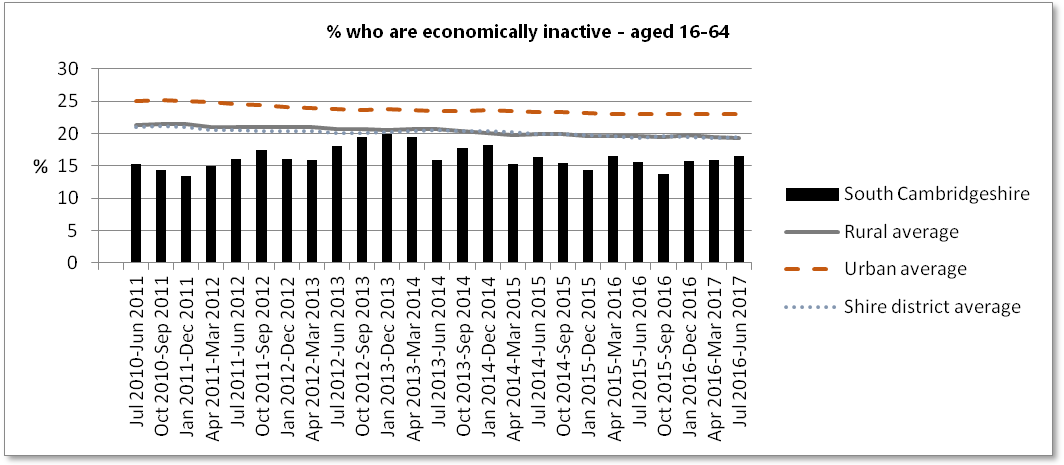 % who are economically inactive - aged 16-64
30
25
20
15
10
5
0
%
Jul 2010-Jun 2011
Oct 2010-Sep 2011
Jan 2011-Dec 2011
Apr 2011-Mar 2012
Jul 2011-Jun 2012
Oct 2011-Sep 2012
Jan 2012-Dec 2012
Apr 2012-Mar 2013
Jul 2012-Jun 2013
Oct 2012-Sep 2013
Jan 2013-Dec 2013
Apr 2013-Mar 2014
Jul 2013-Jun 2014
Oct 2013-Sep 2014
Jan 2014-Dec 2014
Apr 2014-Mar 2015
Jul 2014-Jun 2015
Oct 2014-Sep 2015
Jan 2015-Dec 2015
Apr 2015-Mar 2016
Jul 2015-Jun 2016
Oct 2015-Sep 2016
Jan 2016-Dec 2016
Apr 2016-Mar 2017
Jul 2016-Jun 2017
South Cambridgeshire
Rural average
Urban average
Shire district average